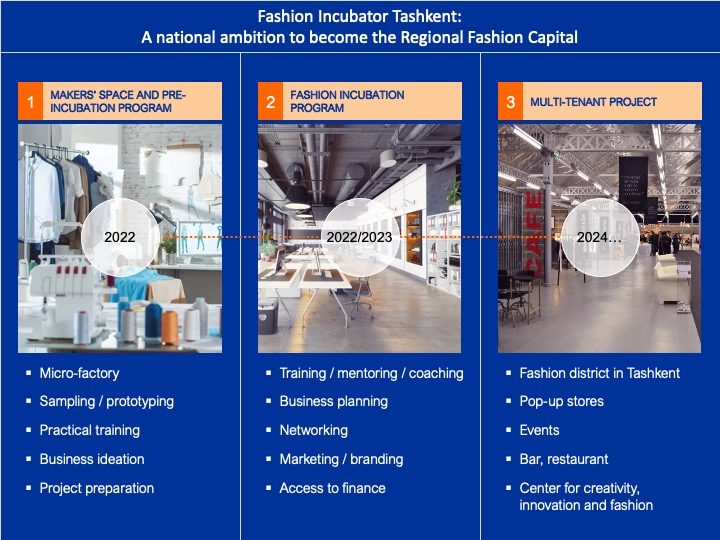 Fashion Incubator Tashkent:
A national ambition to become the Regional Fashion Capital
1
MAKERS' SPACE AND PRE-
INCUBATION PROGRAM
2022
▪ Micro-factory
▪ Sampling / prototyping
▪ Practical training
▪ Business ideation
▪ Project preparation
2
FASHION INCUBATION
PROGRAM
2022/2023
▪ Training / mentoring / coaching
▪ Business planning
▪ Networking
▪ Marketing / branding
▪ Access to finance
3
MULTI-TENANT PROJECT
CAFE
2024…
▪ Fashion district in Tashkent
▪ Pop-up stores
▪ Events
▪ Bar, restaurant
▪ Center for creativity,
innovation and fashion